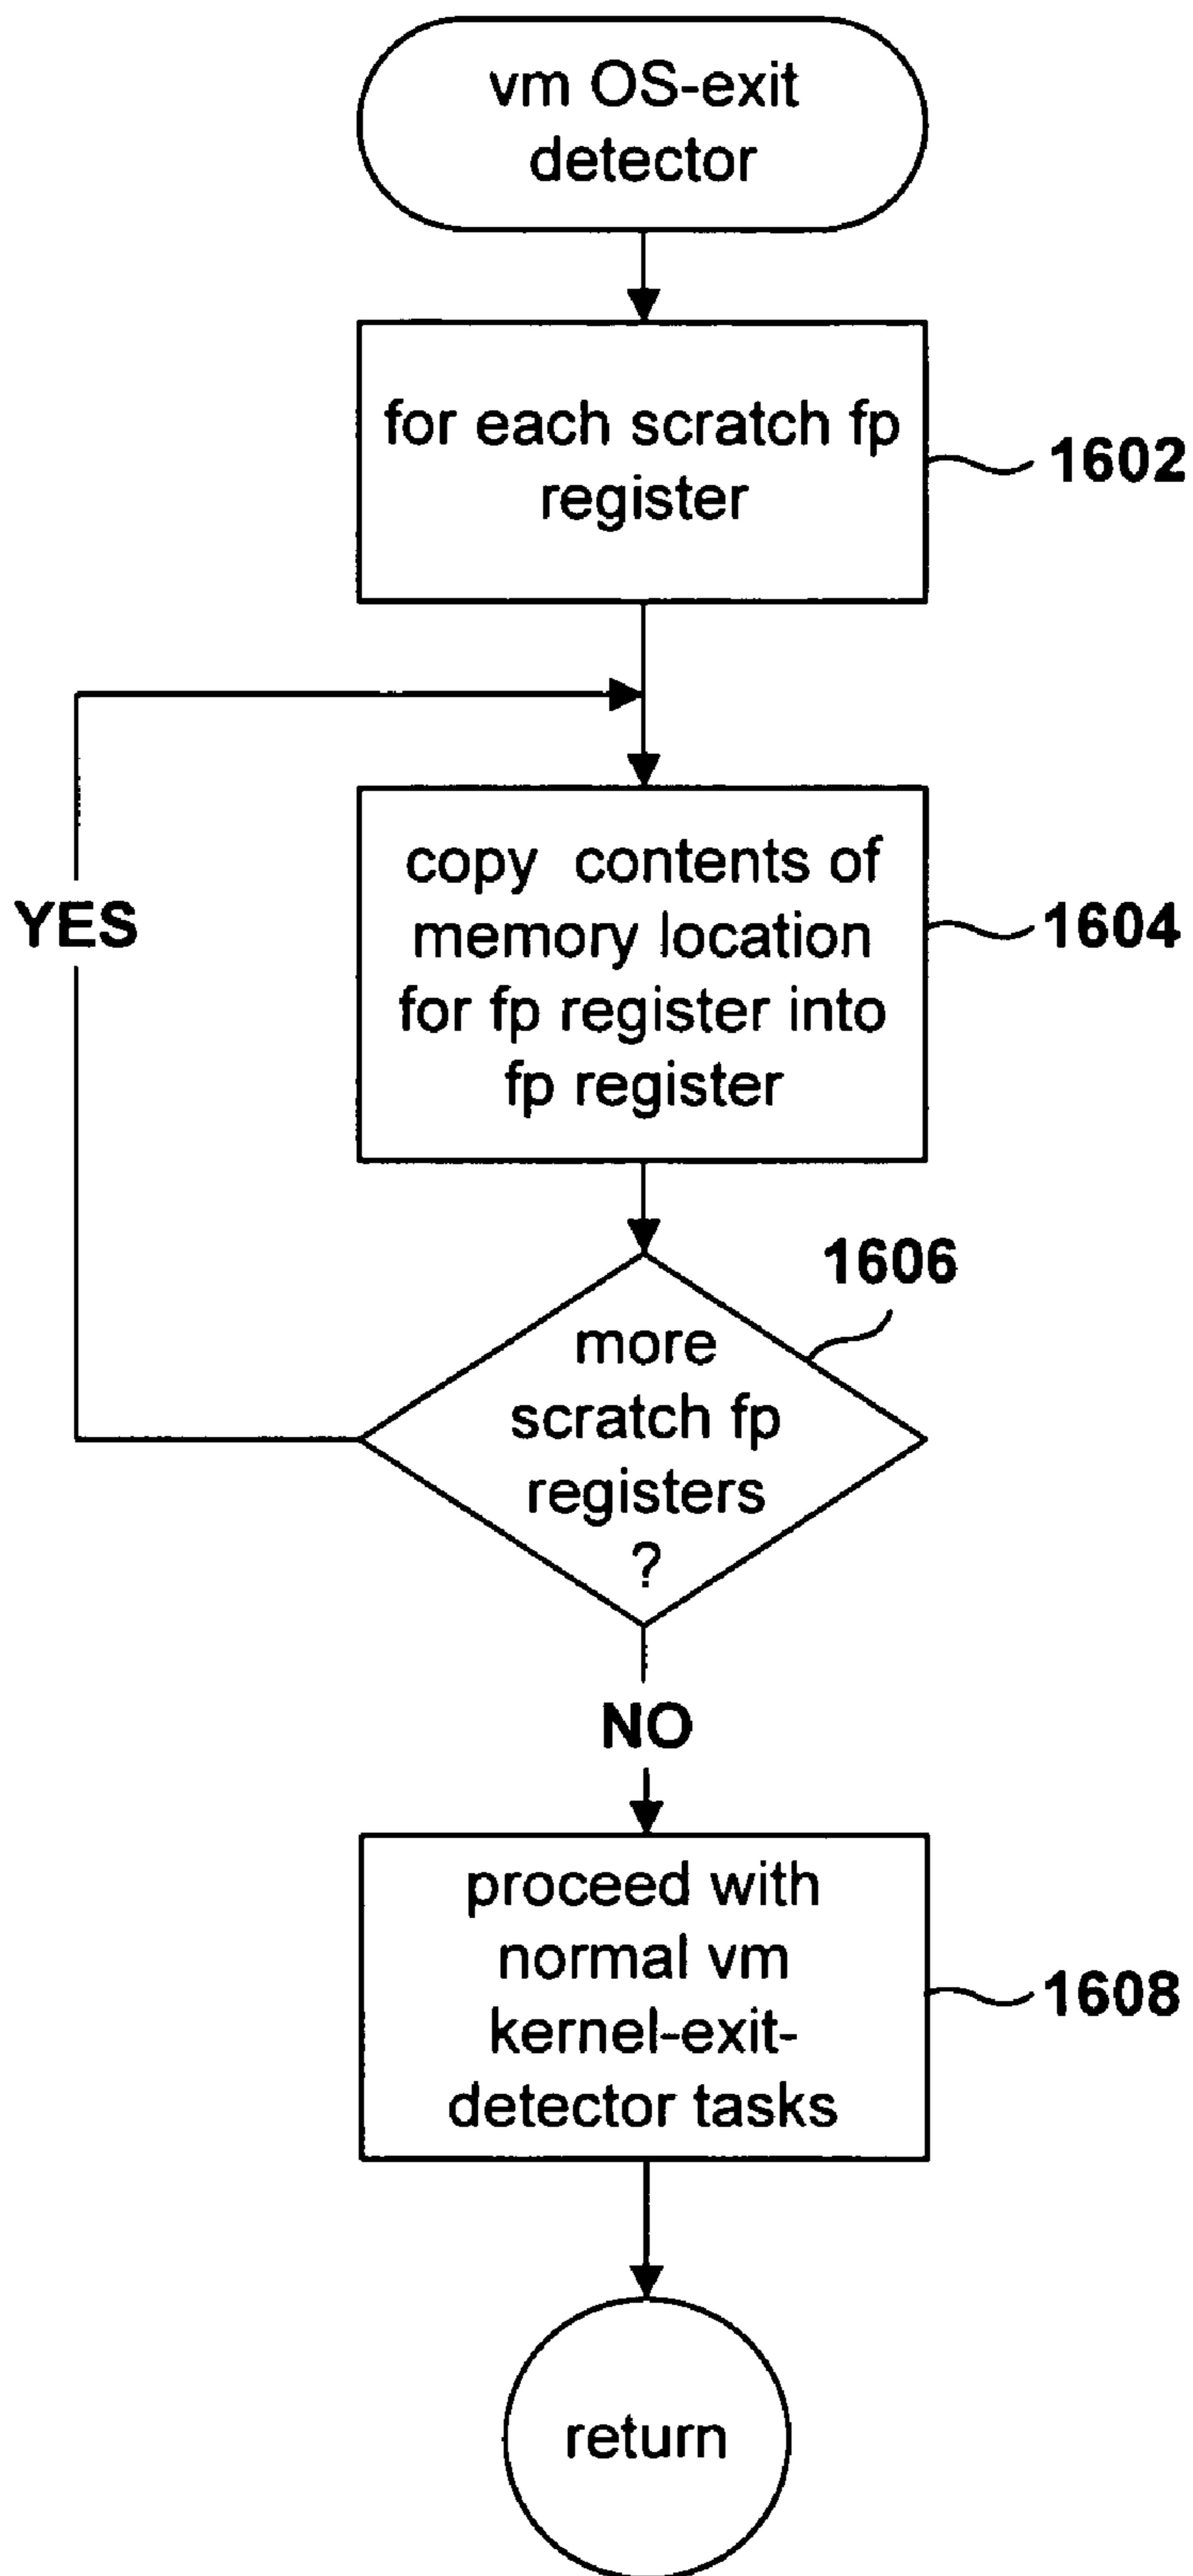 vm OS-exit
detector
for each scratch fp
register
1602
copy contents of
memory location
for fp register into
fp register
1604
YES
1606
more
scratch fp
registers
?
NO
proceed with
normal vm
kernel-exit-
detector tasks
1608
return